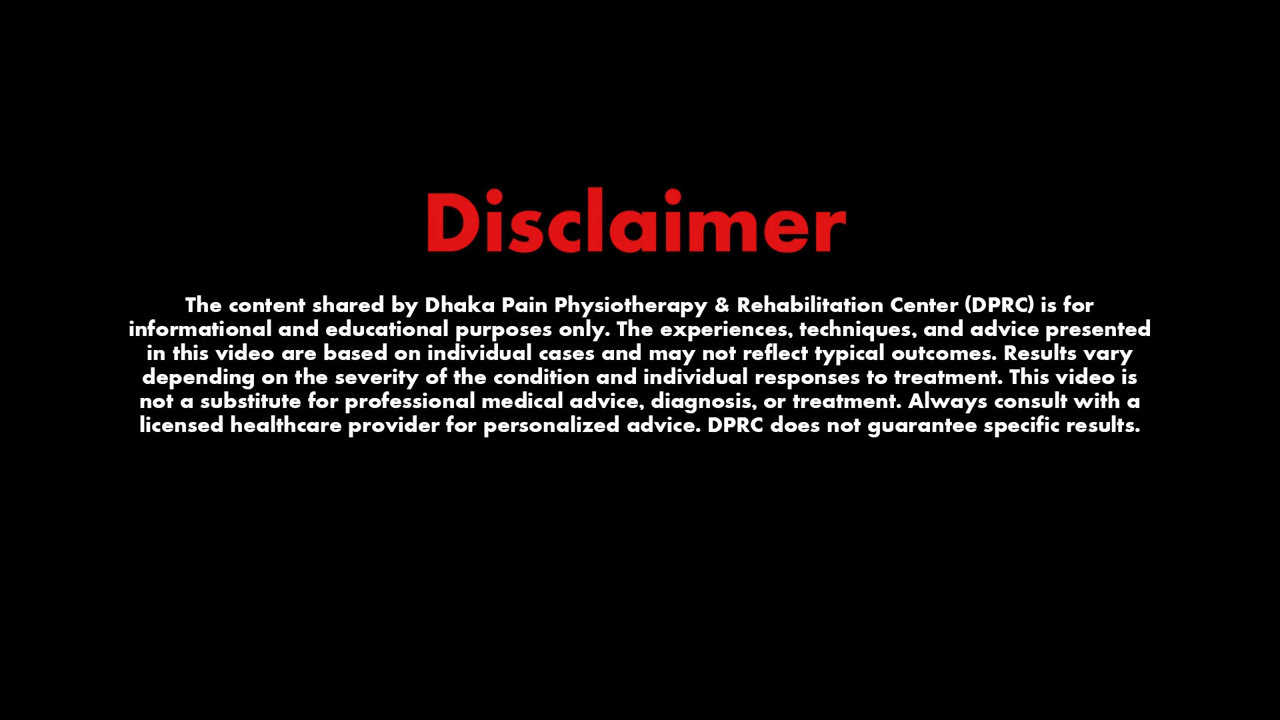 Disclaimer
The content shared by Dhaka Pain Physiotherapy & Rehabilitation Center (DPRC) is for
informational and educational purposes only. The experiences, techniques, and advice presented
in this video are based on individual cases and may not reflect typical outcomes. Results vary
depending on the severity of the condition and individual responses to treatment. This video is
not a substitute for professional medical advice, diagnosis, or treatment. Always consult with a
licensed healthcare provider for personalized advice. DPRC does not guarantee specific results.